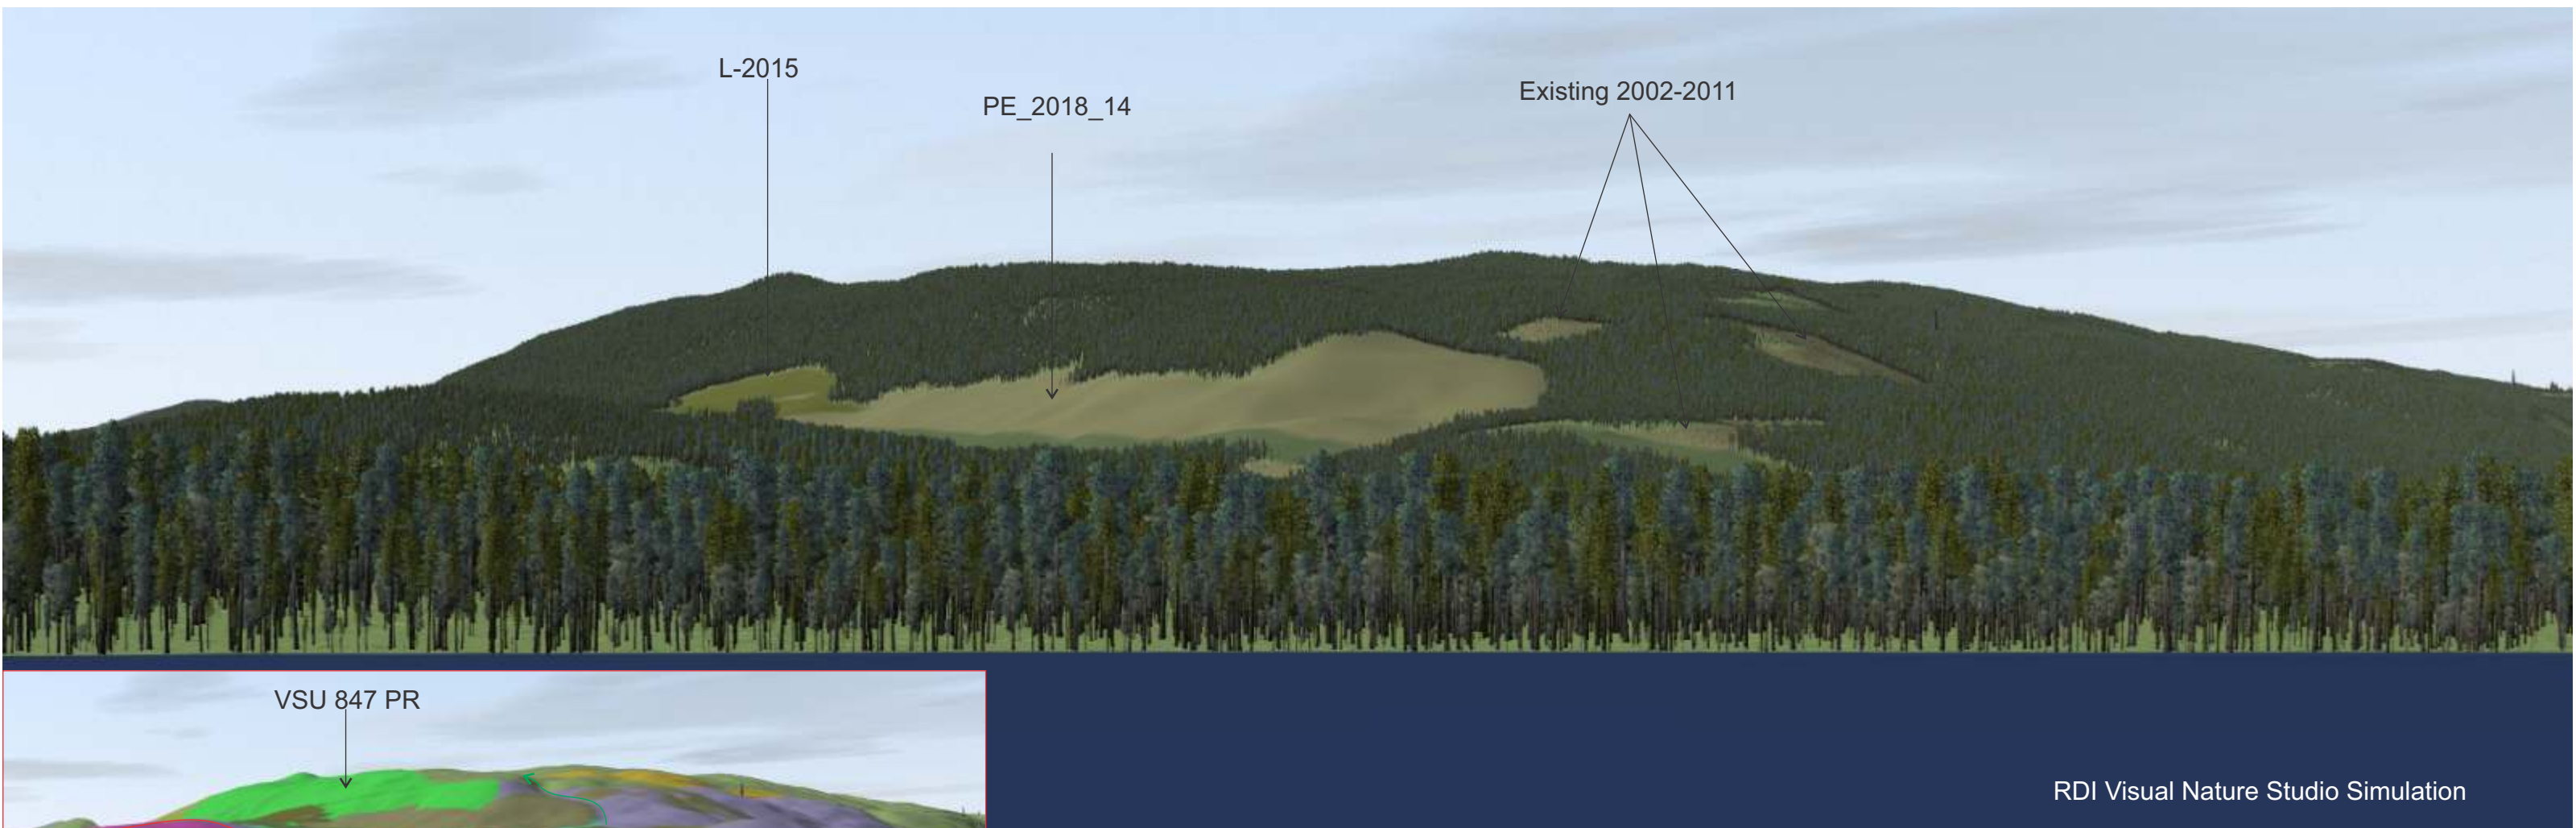 L-2015
PE_2018_14
Existing 2002-2011
VSU 847 PR
RDI Visual Nature Studio Simulation